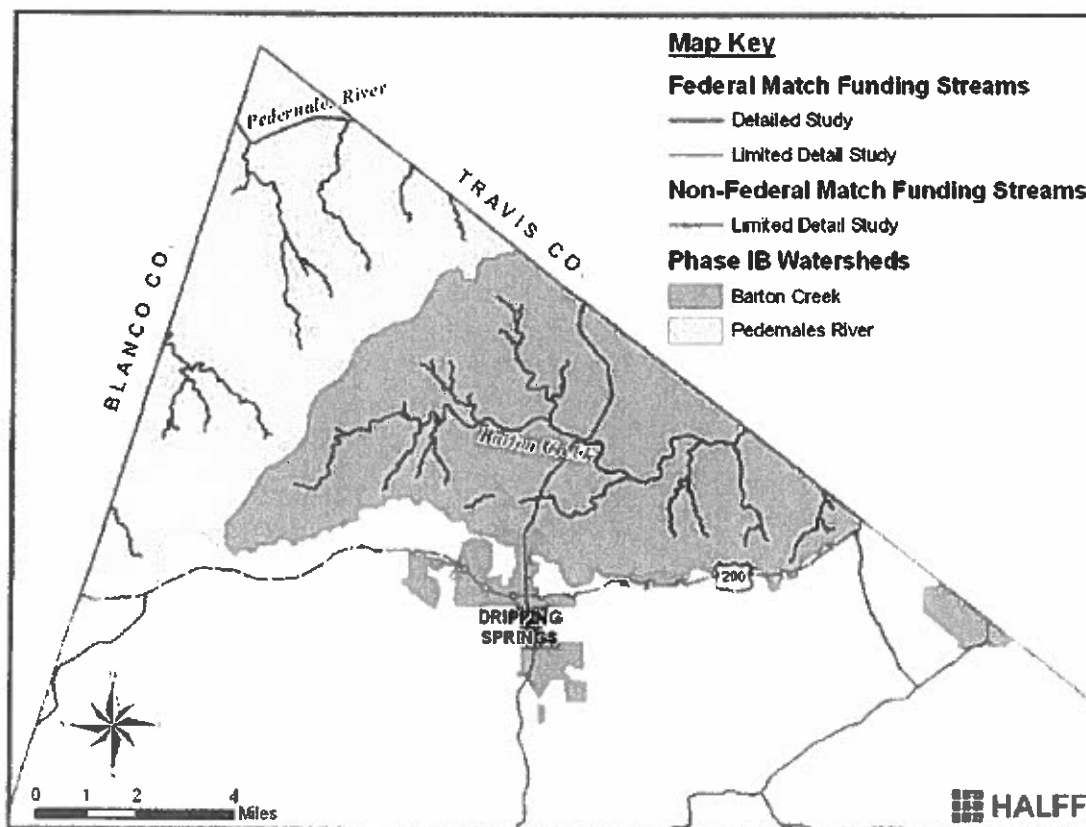 Map Key
Federal Match Funding Streams
Detailed Study
Limited Detail Study
Non-Federal Match Funding Streams
Limited Detail Study
Phase IB Watersheds
Barton Creek
Pedernales River
Pedernales River
TRAVIS CO.
BLANCO CO.
Barton Creek
290
DRIPPING
SPRINGS
0 1 2 4
Miles
HALFF